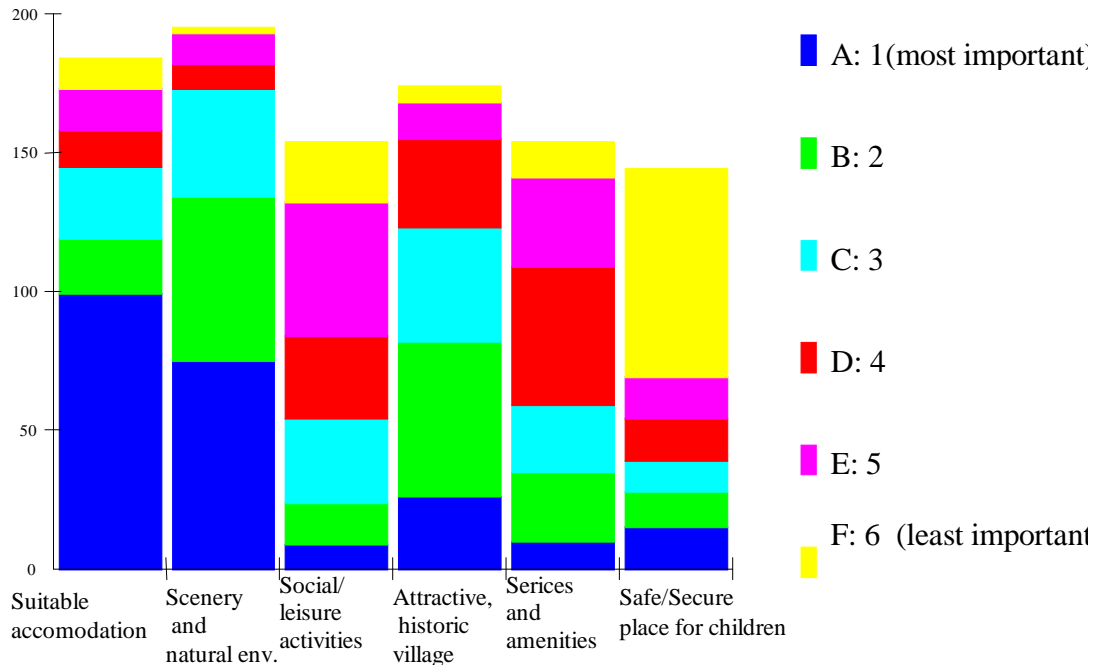 200
150
100
50
0
Suitable
accomodation
Scenery
and
natural env.
Social/
leisure
activities
Attractive,
historic
village
Serices
and
amenities
Safe/Secure
place for children
A: 1(most important)
B: 2
C: 3
D: 4
E: 5
F: 6 (least important